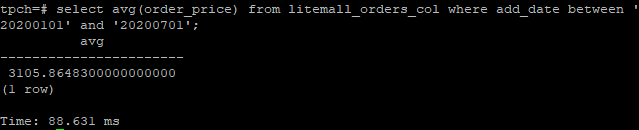 tpch=# select avg(order_price) from litemall_orders_col where add_date between '
20200101' and '20200701';
avg
-----------------------
3105.8648300000000000
(1 row)
Time: 88.631 ms